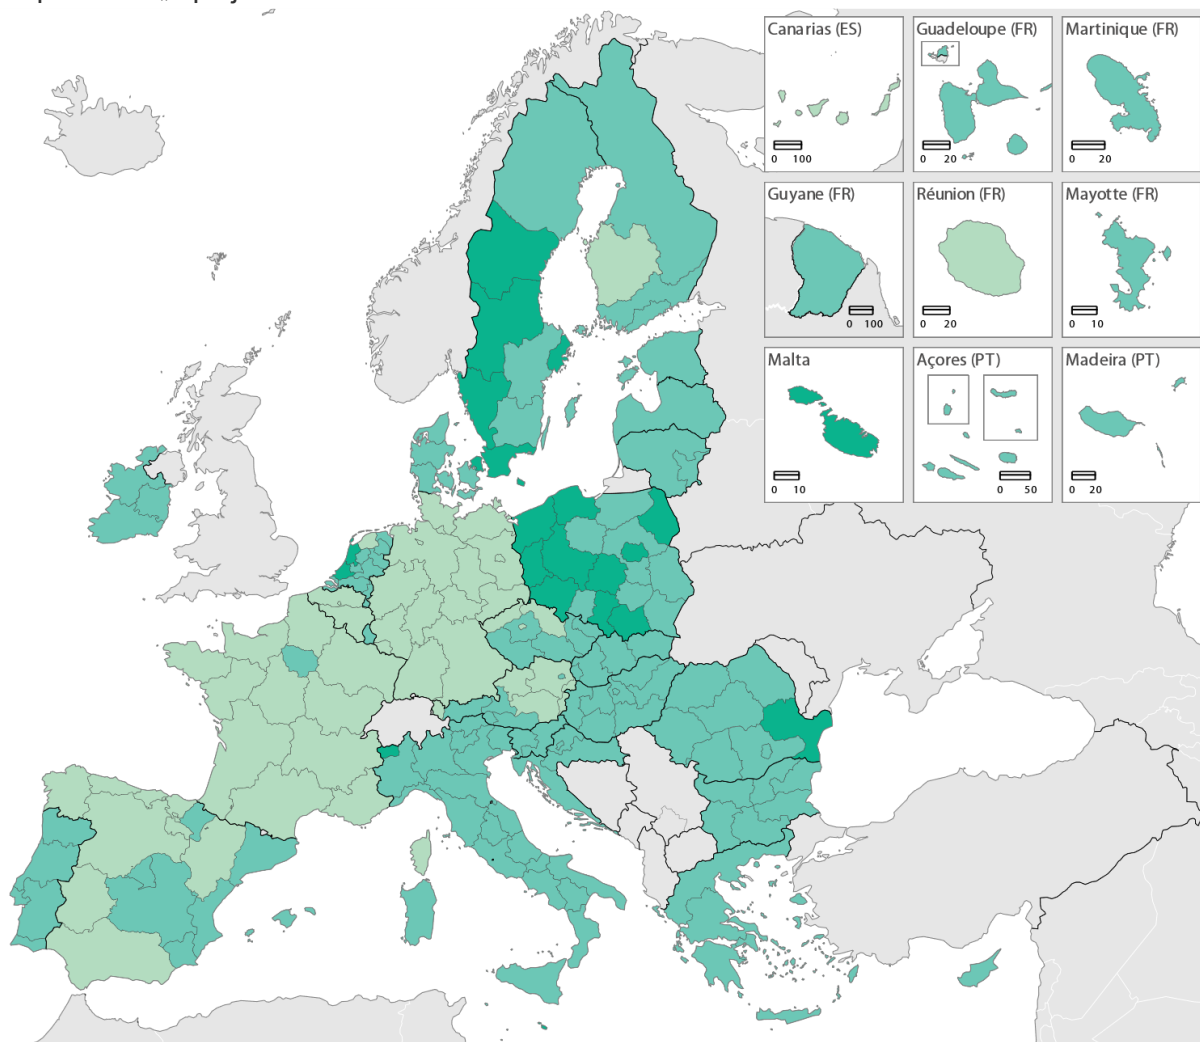 Canarias (ES)
0 100
Guadeloupe (FR)
0 20
Martinique (FR)
0 20
Guyane (FR)
0 100
Réunion (FR)
0 20
Mayotte (FR)
0 10
Malta
0 10
Açores (PT)
0 50
Madeira (PT)
0 20